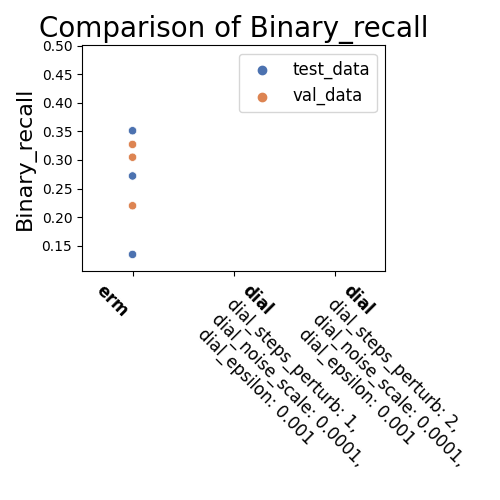 Comparison of Binary_recall
Binary_recall
0.50
0.45
0.40
0.35
0.30
0.25
0.20
0.15
test_data
val_data
erm
dial
dial_steps_perturb: 1,
dial_noise_scale: 0.0001,
dial_epsilon: 0.001
dial
dial_steps_perturb: 2,
dial_noise_scale: 0.0001,
dial_epsilon: 0.001